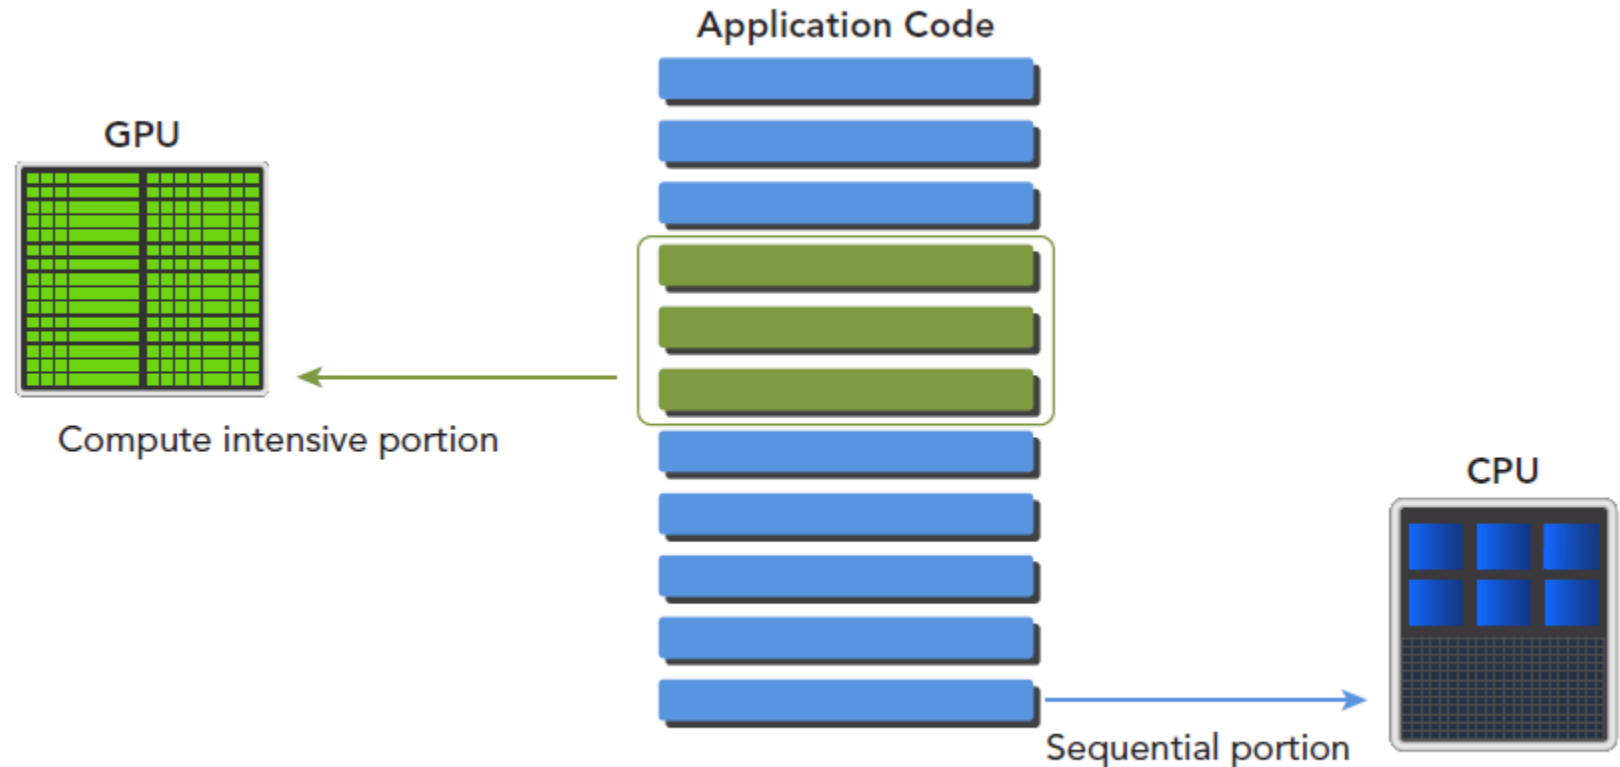 Application Code
GPU
Compute intensive portion
CPU
Sequential portion